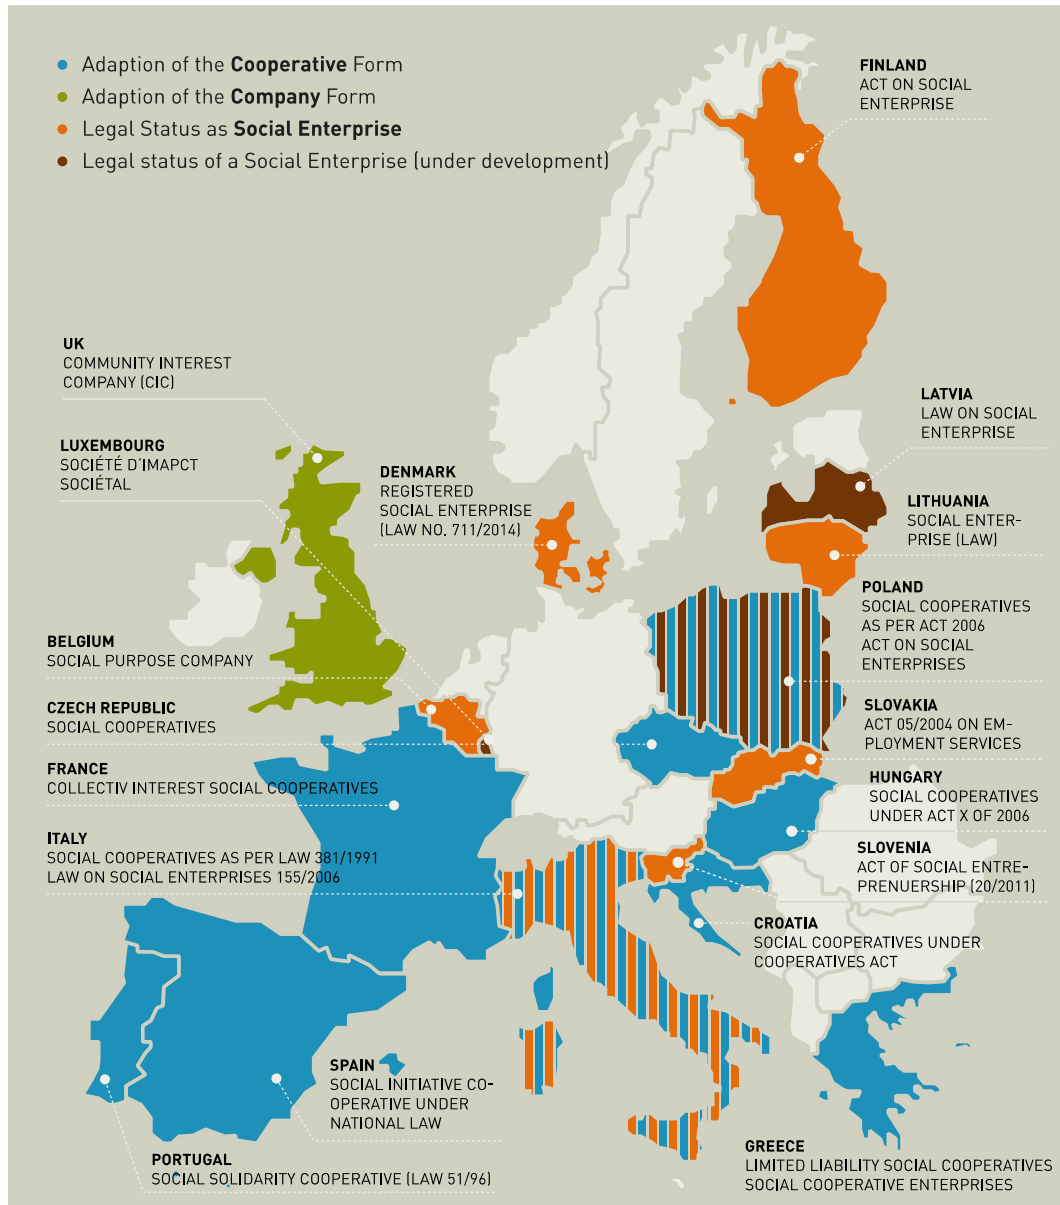 Adaption of the Cooperative Form
Adaption of the Company Form
Legal Status as Social Enterprise
Legal status of a Social Enterprise (under development)
FINLAND
ACT ON SOCIAL
ENTERPRISE
UK
COMMUNITY INTEREST
COMPANY (CIC)
LUXEMBOURG
SOCIÉTÉ D'IMAPCT
SOCIÉTAL
DENMARK
REGISTERED
SOCIAL ENTERPRISE
(LAW NO. 711/2014)
LATVIA
LAW ON SOCIAL
ENTERPRISE
LITHUANIA
SOCIAL ENTER-
PRISE (LAW)
POLAND
SOCIAL COOPERATIVES
AS PER ACT 2006
ACT ON SOCIAL
ENTERPRISES
BELGIUM
SOCIAL PURPOSE COMPANY
CZECH REPUBLIC
SOCIAL COOPERATIVES
SLOVAKIA
ACT 05/2004 ON EM-
PLOYMENT SERVICES
FRANCE
COLLECTIV INTEREST SOCIAL COOPERATIVES
HUNGARY
SOCIAL COOPERATIVES
UNDER ACT X OF 2006
ITALY
SOCIAL COOPERATIVES AS PER LAW 381/1991
LAW ON SOCIAL ENTERPRISES 155/2006
SLOVENIA
ACT OF SOCIAL ENTRE-
PRENUERSHIP (20/2011)
CROATIA
SOCIAL COOPERATIVES UNDER
COOPERATIVES ACT
SPAIN
SOCIAL INITIATIVE CO-
OPERATIVE UNDER
NATIONAL LAW
PORTUGAL
SOCIAL SOLIDARITY COOPERATIVE (LAW 51/96)
GREECE
LIMITED LIABILITY SOCIAL COOPERATIVES
SOCIAL COOPERATIVE ENTERPRISES